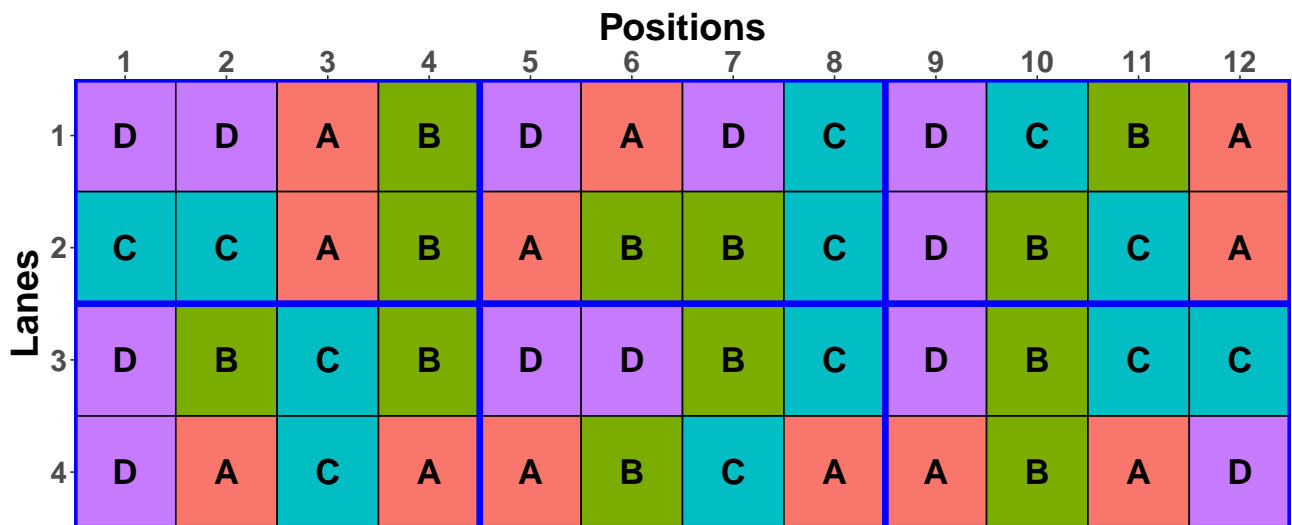 Positions
1 2 3 4 5 6 7 8 9 10 11 12
Lanes
1 D D A B D A D C D C B A
2 C C A B A B B C D B C A
3 D B C B D D B C D B C C
4 D A C A A B C A A B A D